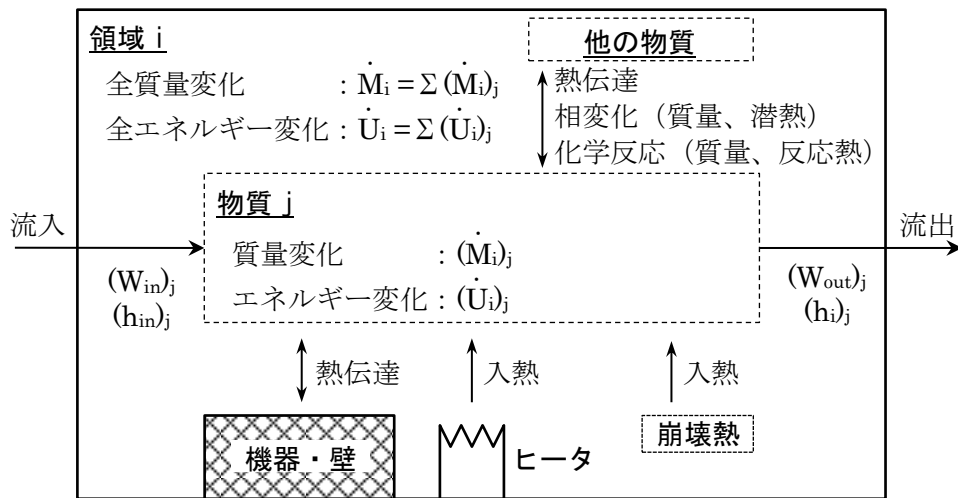 領域 i
全質量変化 : Ṁi = Σ (Ṁi)j
全エネルギー変化 : U̇i = Σ (U̇i)j
他の物質
熱伝達
相変化（質量、潜熱）
化学反応（質量、反応熱）
流入
(Win)j
(hin)j
物質 j
質量変化 : (Ṁi)j
エネルギー変化 : (U̇i)j
流出
(Wout)j
(hi)j
熱伝達
入熱
入熱
機器・壁
ヒータ
崩壊熱